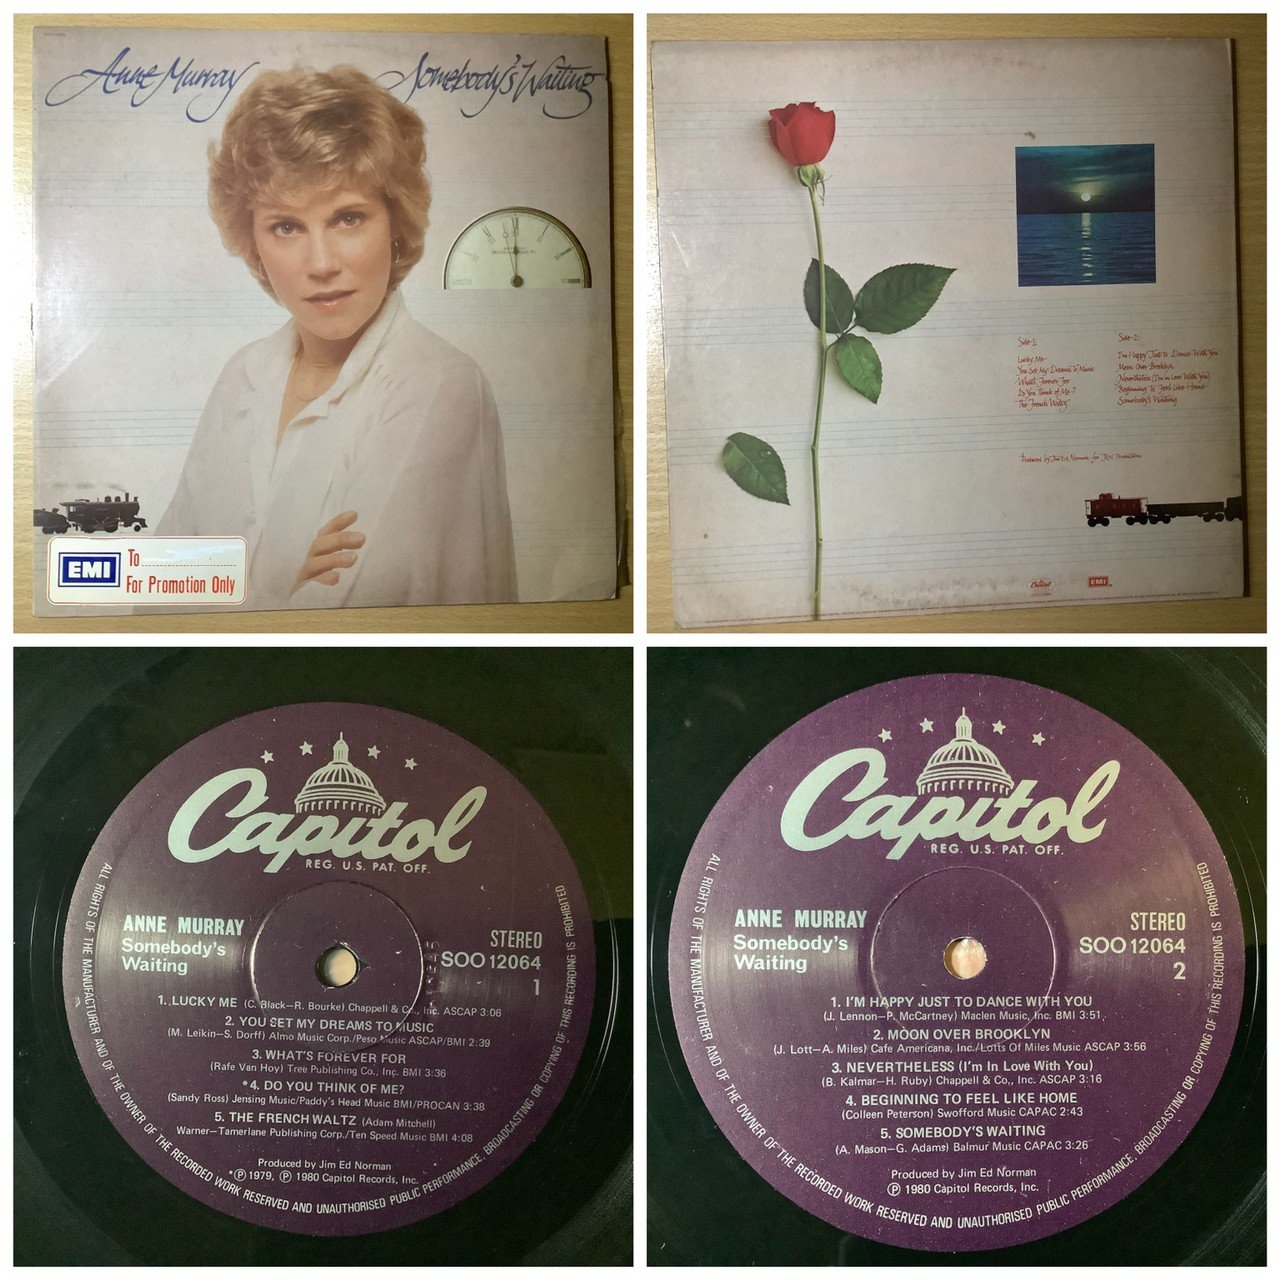 Anne Murray
Somebody's Waiting
EMI
To
For Promotion Only
Side 1:
Lucky Me
You Set My Dreams to Music
What's Forever For
Do You Think of Me?
The French Waltz
Side 2:
I'm Happy Just to Dance With You
Moon Over Brooklyn
Nevertheless (I'm in Love With You)
Beginning To Feel Like Home
Somebody's Waiting
Produced by Jim Ed Norman for JEN Productions
Capitol
EMI
Capitol
REG. U.S. PAT. OFF.
ANNE MURRAY
Somebody's
Waiting
STEREO
SOO 12064
1
1. LUCKY ME (C. Black–R. Bourke) Chappell & Co., Inc. ASCAP 3:06
2. YOU SET MY DREAMS TO MUSIC
(M. Leikin–S. Dorff) Almo Music Corp./Peso Music ASCAP/BMI 2:39
3. WHAT'S FOREVER FOR
(Rafe Van Hoy) Tree Publishing Co., Inc. BMI 3:36
*4. DO YOU THINK OF ME?
(Sandy Ross) Jensing Music/Paddy's Head Music BMI/PROCAN 3:38
5. THE FRENCH WALTZ (Adam Mitchell)
Warner–Tamerlane Publishing Corp./Ten Speed Music BMI 4:08
Produced by Jim Ed Norman
*℗ 1979, ℗ 1980 Capitol Records, Inc.
ALL RIGHTS OF THE MANUFACTURER AND OF THE OWNER OF THE RECORDED WORK RESERVED AND UNAUTHORISED PUBLIC PERFORMANCE, BROADCASTING OR COPYING OF THIS RECORDING IS PROHIBITED
Capitol
REG. U.S. PAT. OFF.
ANNE MURRAY
Somebody's
Waiting
STEREO
SOO 12064
2
1. I'M HAPPY JUST TO DANCE WITH YOU
(J. Lennon–P. McCartney) Maclen Music, Inc. BMI 3:51
2. MOON OVER BROOKLYN
(J. Lott–A. Miles) Cafe Americana, Inc./Lotts Of Miles Music ASCAP 3:56
3. NEVERTHELESS (I'm In Love With You)
(B. Kalmar–H. Ruby) Chappell & Co., Inc. ASCAP 3:16
4. BEGINNING TO FEEL LIKE HOME
(Colleen Peterson) Swofford Music CAPAC 2:43
5. SOMEBODY'S WAITING
(A. Mason–G. Adams) Balmur Music CAPAC 3:26
Produced by Jim Ed Norman
℗ 1980 Capitol Records, Inc.
ALL RIGHTS OF THE MANUFACTURER AND OF THE OWNER OF THE RECORDED WORK RESERVED AND UNAUTHORISED PUBLIC PERFORMANCE, BROADCASTING OR COPYING OF THIS RECORDING IS PROHIBITED